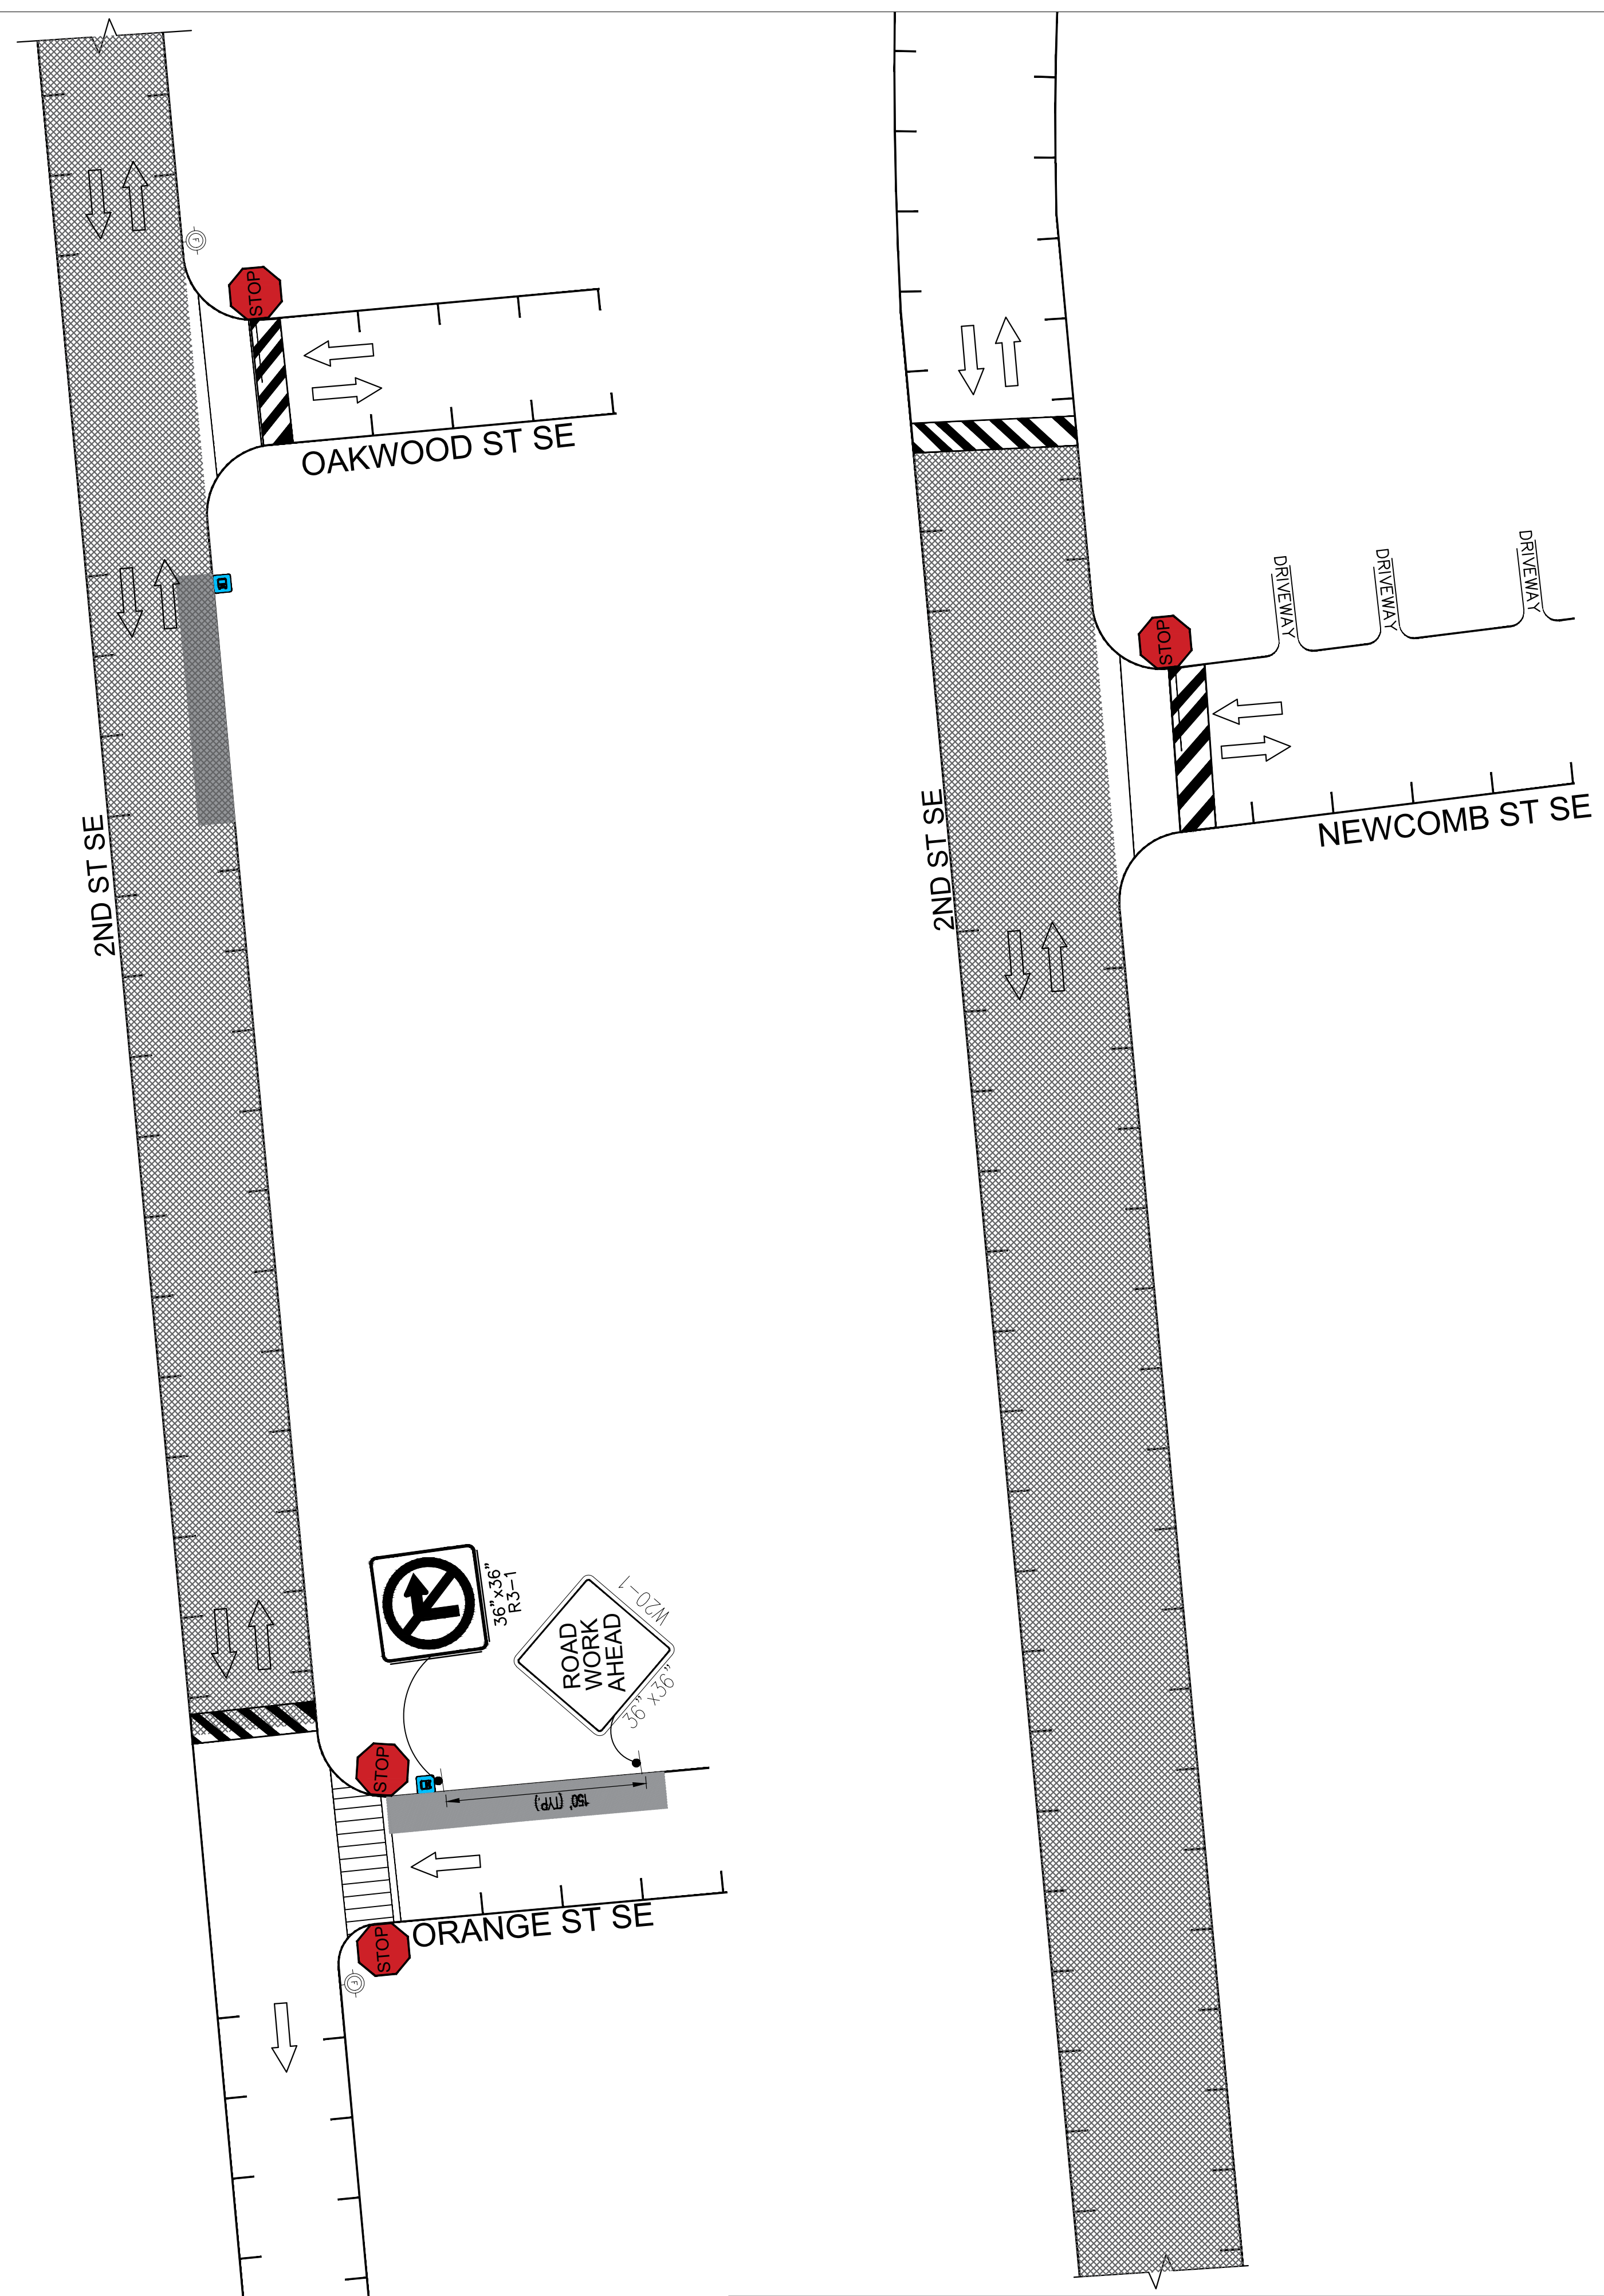 F
STOP
OAKWOOD ST SE
2ND ST SE
36"x36"
R3-1
ROAD
WORK
AHEAD
W20-1
36"x36"
STOP
150' (TYP.)
ORANGE ST SE
STOP
F
DRIVEWAY
DRIVEWAY
DRIVEWAY
STOP
2ND ST SE
NEWCOMB ST SE